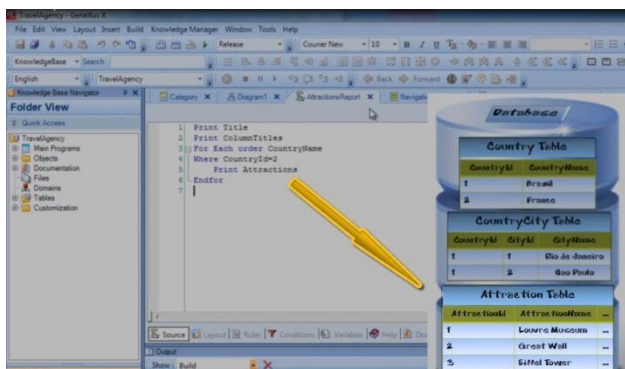 TravelAgency - GeneXus X
File Edit View Layout Insert Build Knowledge Manager Window Tools Help
Release Courier New 10 B I U
KnowledgeBase Search
English TravelAgency Back Forward
Knowledge Base Navigator
Category Diagram1 AttractionsReport Navigati
Folder View
Quick Access
TravelAgency
Main Programs
Objects
Documentation
Files
Domains
Tables
Customization
1 Print Title
2 Print ColumnTitles
3 For Each order CountryName
4 Where CountryId=2
5 Print Attractions
6 Endfor
7
Source Layout Rules Conditions Variables Help Doc
Output
Show: Build
Database
Country Table
CountryId CountryName
1 Brazil
2 France
CountryCity Table
CountryId CityId CityName
1 1 Rio de Janeiro
1 2 Sao Paulo
Attraction Table
AttractionId AttractionName ...
1 Louvre Museum ...
2 Great Wall ...
3 Eiffel Tower ...